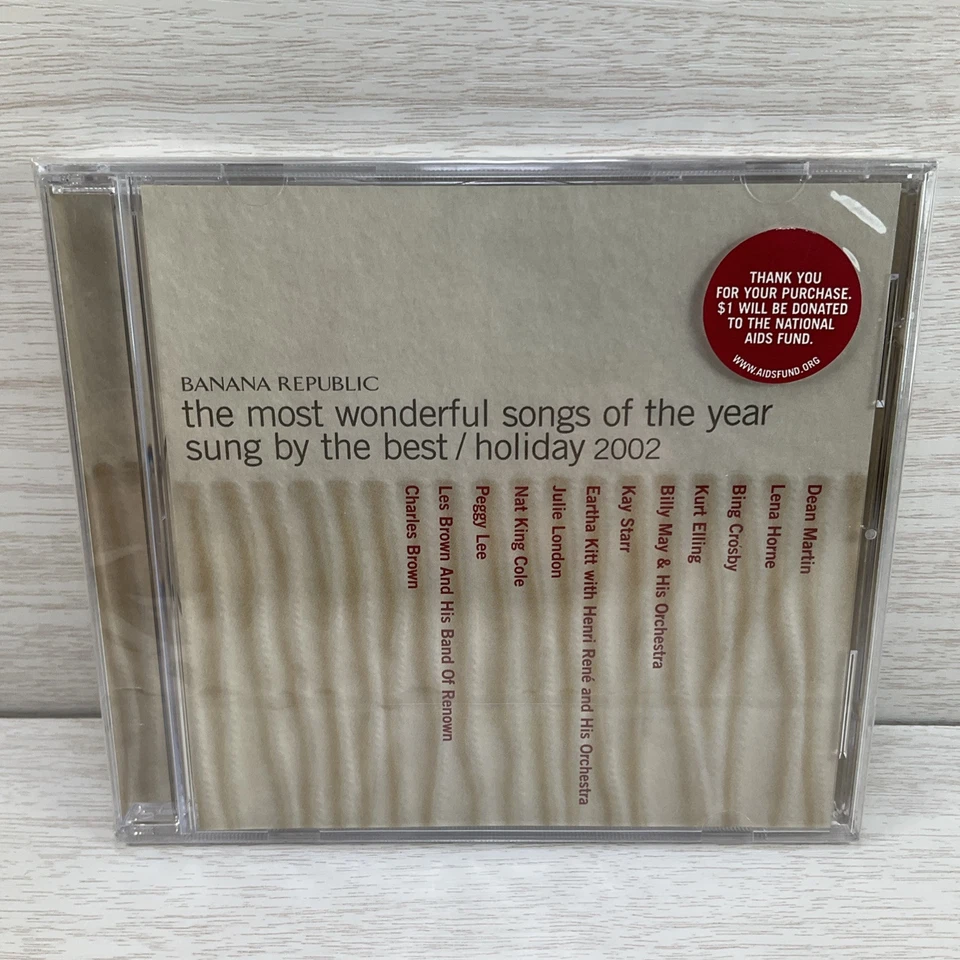 THANK YOU
FOR YOUR PURCHASE.
$1 WILL BE DONATED
TO THE NATIONAL
AIDS FUND.
WWW.AIDSFUND.ORG
BANANA REPUBLIC
the most wonderful songs of the year
sung by the best / holiday 2002
Dean Martin
Lena Horne
Bing Crosby
Kurt Elling
Billy May & His Orchestra
Kay Starr
Eartha Kitt with Henri René and His Orchestra
Julie London
Nat King Cole
Peggy Lee
Les Brown And His Band Of Renown
Charles Brown